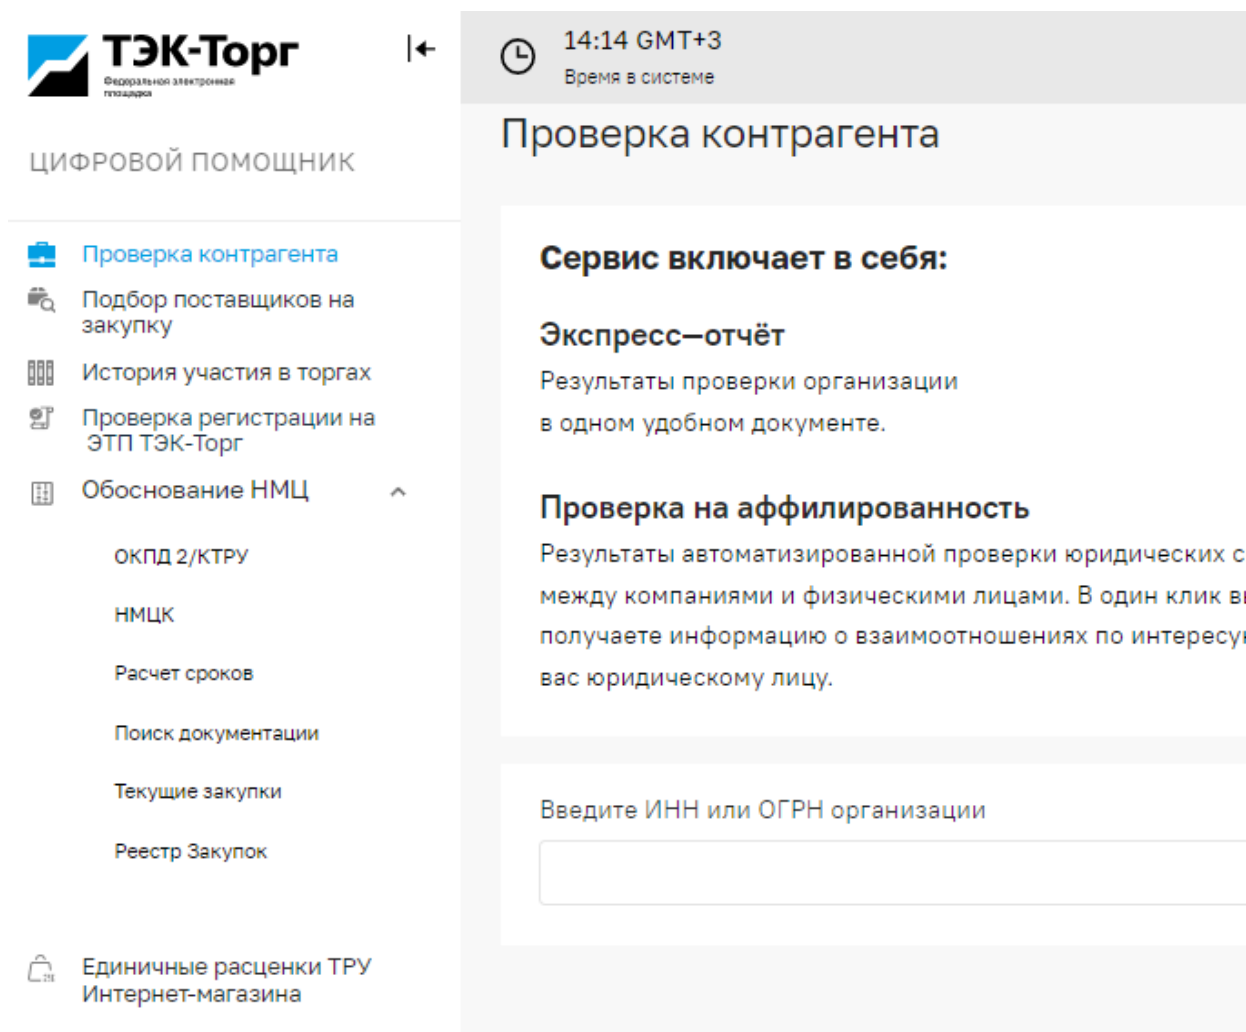 ТЭК-Торг
Федеральная электронная
площадка
ЦИФРОВОЙ ПОМОЩНИК
Проверка контрагента
Подбор поставщиков на
закупку
История участия в торгах
Проверка регистрации на
ЭТП ТЭК-Торг
Обоснование НМЦ
ОКПД 2/КТРУ
НМЦК
Расчет сроков
Поиск документации
Текущие закупки
Реестр Закупок
Единичные расценки ТРУ
Интернет-магазина
14:14 GMT+3
Время в системе
Проверка контрагента
Сервис включает в себя:
Экспресс—отчёт
Результаты проверки организации
в одном удобном документе.
Проверка на аффилированность
Результаты автоматизированной проверки юридических с
между компаниями и физическими лицами. В один клик в
получаете информацию о взаимоотношениях по интересу
вас юридическому лицу.
Введите ИНН или ОГРН организации